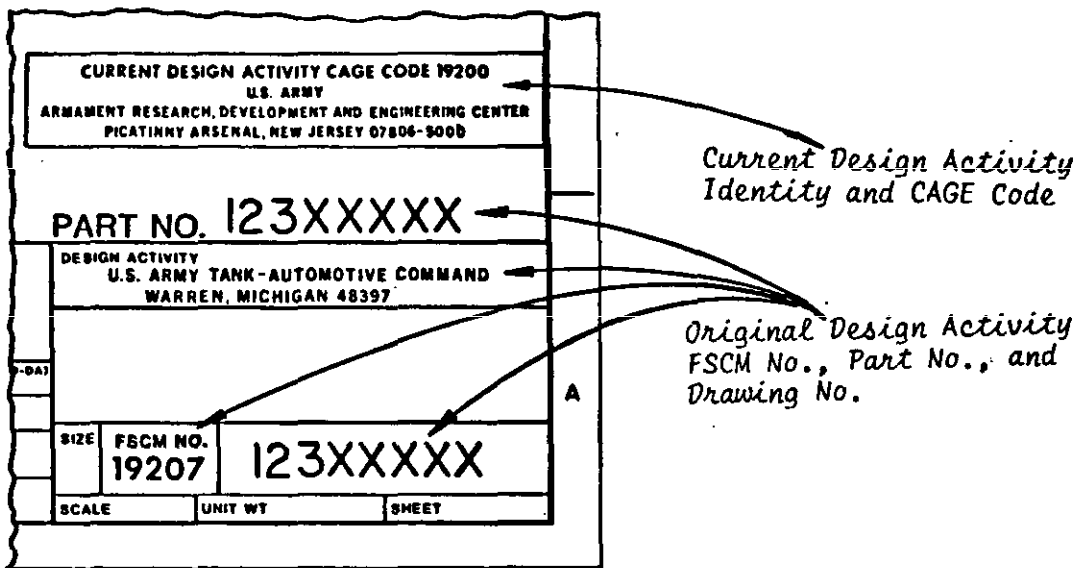 CURRENT DESIGN ACTIVITY CAGE CODE 19200
U.S. ARMY
ARMAMENT RESEARCH, DEVELOPMENT AND ENGINEERING CENTER
PICATINNY ARSENAL, NEW JERSEY 07806-5000
Current Design Activity
Identity and CAGE Code
PART NO. 123XXXXX
DESIGN ACTIVITY
U.S. ARMY TANK-AUTOMOTIVE COMMAND
WARREN, MICHIGAN 48397
Original Design Activity
FSCM No., Part No., and
Drawing No.
A
SIZE
FSCM NO.
19207
123XXXXX
SCALE
UNIT WT
SHEET